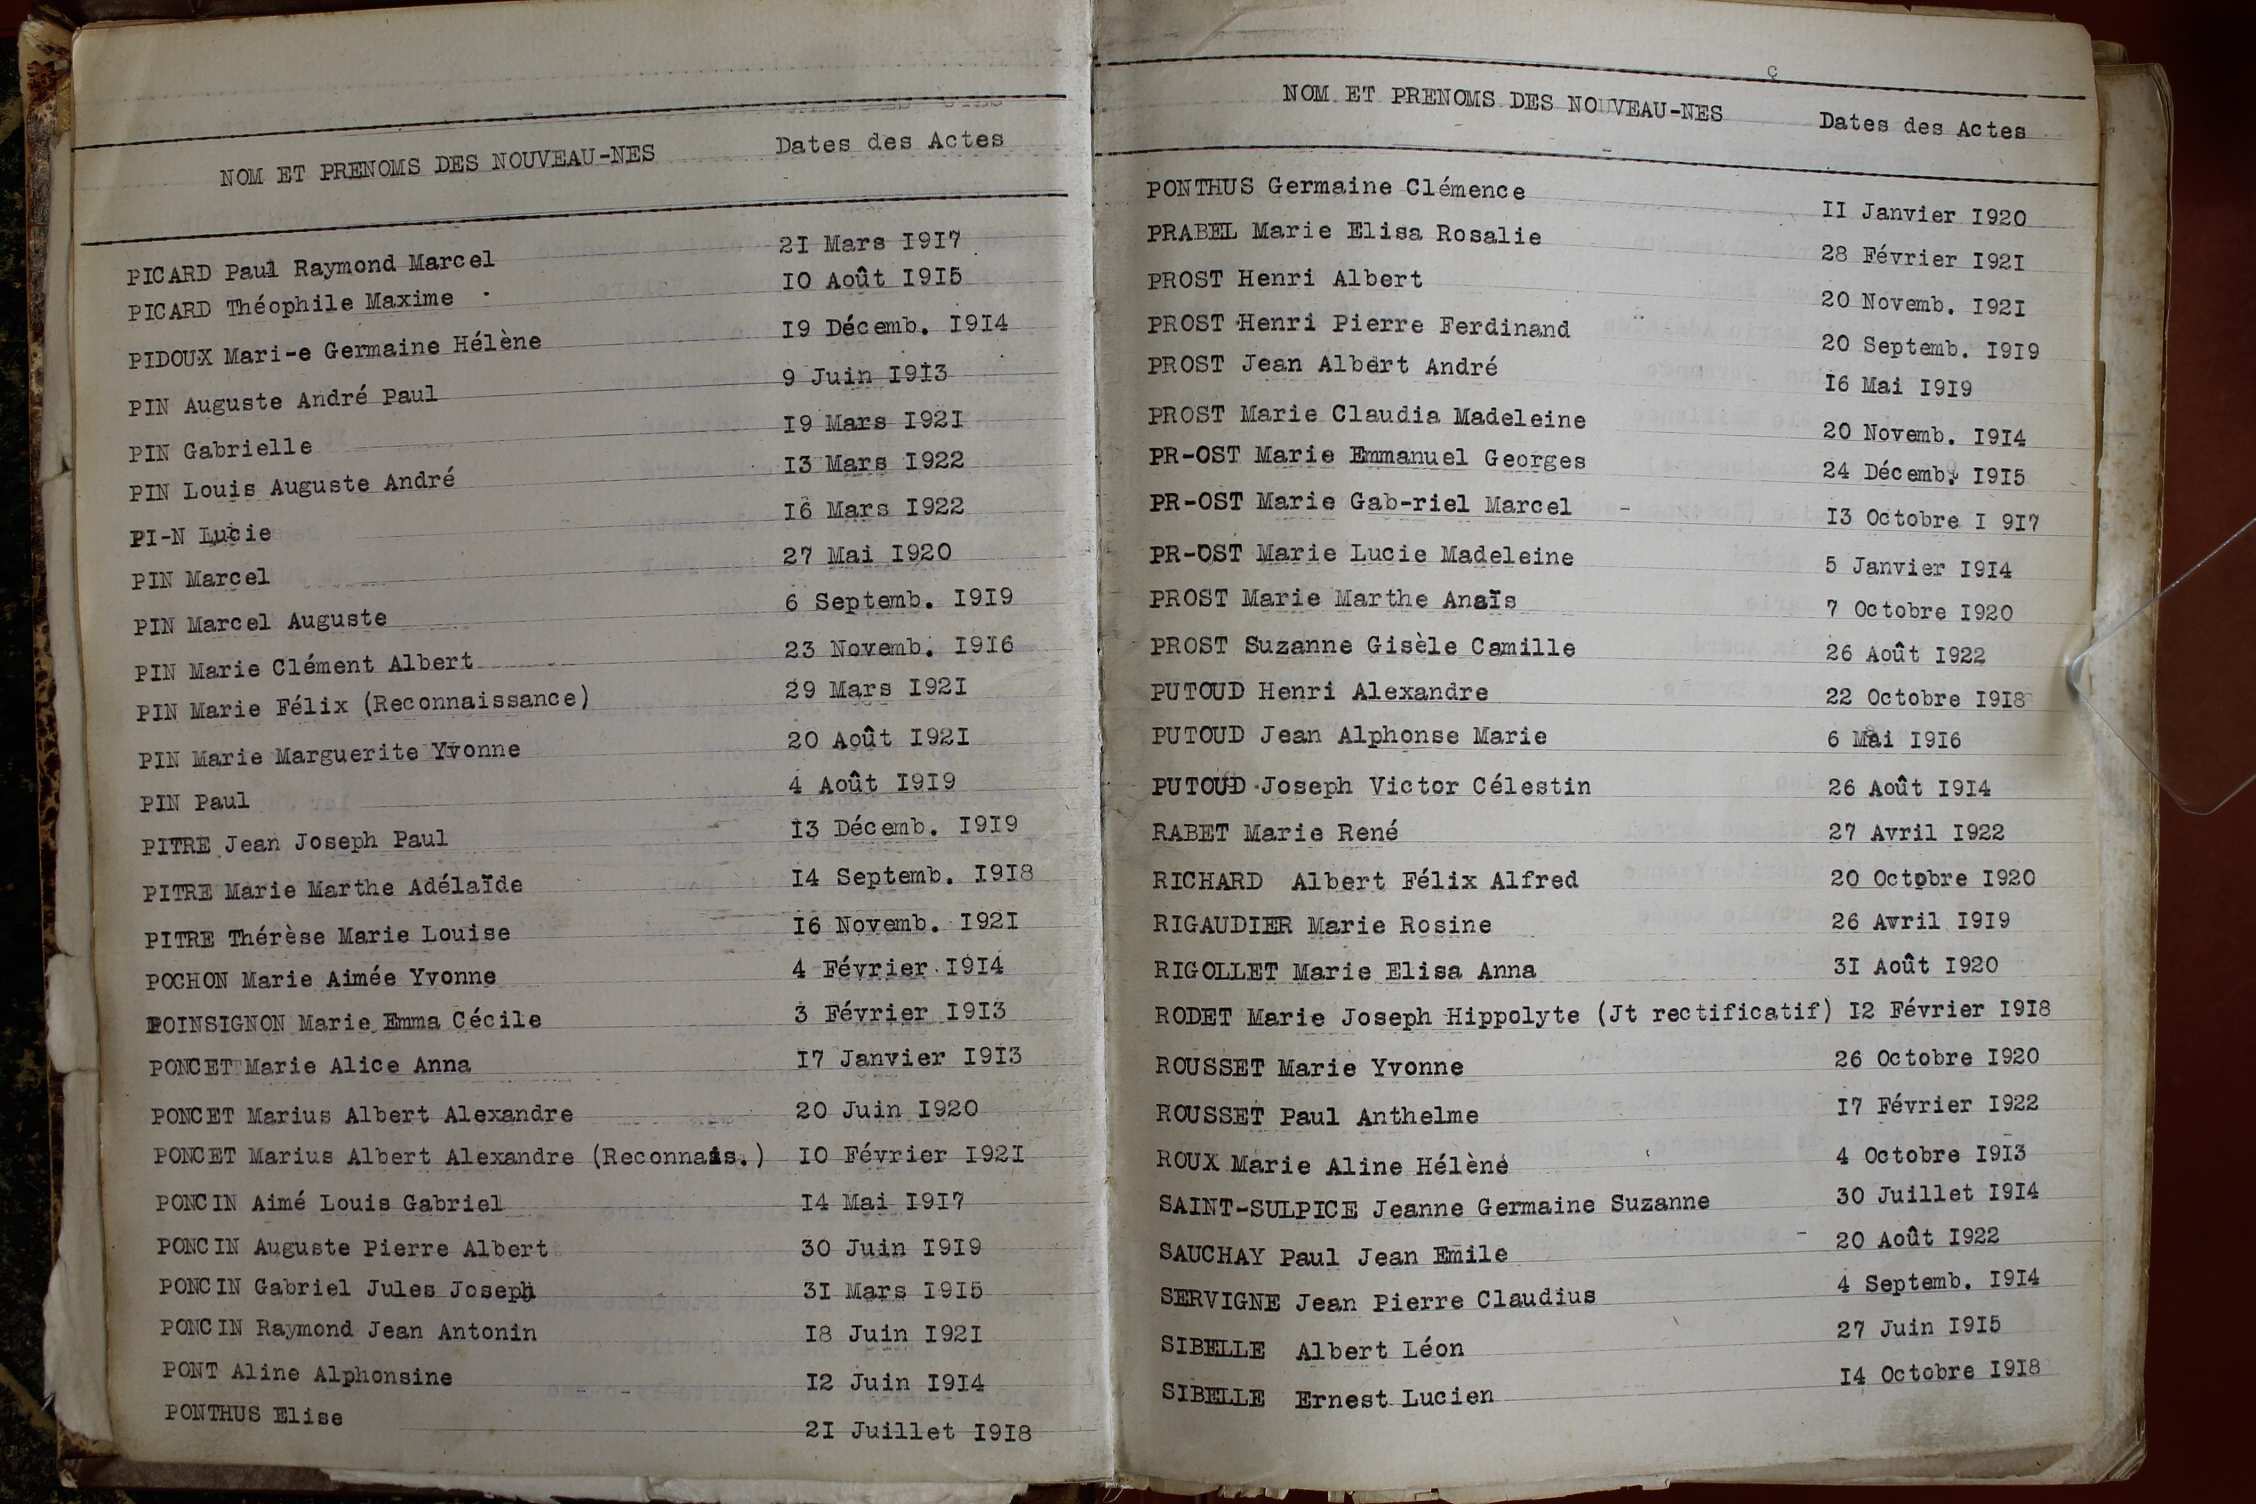 NOM ET PRENOMS DES NOUVEAU-NES Dates des Actes
PICARD Paul Raymond Marcel 21 Mars 1917
PICARD Théophile Maxime 10 Août 1915
PIDOUX Mari-e Germaine Hélène 19 Décemb. 1914
PIN Auguste André Paul 9 Juin 1913
PIN Gabrielle 19 Mars 1921
PIN Louis Auguste André 13 Mars 1922
PI-N Lucie 16 Mars 1922
PIN Marcel 27 Mai 1920
PIN Marcel Auguste 6 Septemb. 1919
PIN Marie Clément Albert 23 Novemb. 1916
PIN Marie Félix (Reconnaissance) 29 Mars 1921
PIN Marie Marguerite Yvonne 20 Août 1921
PIN Paul 4 Août 1919
PITRE Jean Joseph Paul 13 Décemb. 1919
PITRE Marie Marthe Adélaïde 14 Septemb. 1918
PITRE Thérèse Marie Louise 16 Novemb. 1921
POCHON Marie Aimée Yvonne 4 Février 1914
POINSIGNON Marie Emma Cécile 3 Février 1913
PONCET Marie Alice Anna 17 Janvier 1913
PONCET Marius Albert Alexandre 20 Juin 1920
PONCET Marius Albert Alexandre (Reconnais.) 10 Février 1921
PONCIN Aimé Louis Gabriel 14 Mai 1917
PONCIN Auguste Pierre Albert 30 Juin 1919
PONCIN Gabriel Jules Joseph 31 Mars 1915
PONCIN Raymond Jean Antonin 18 Juin 1921
PONT Aline Alphonsine 12 Juin 1914
PONTHUS Elise 21 Juillet 1918
ç
NOM ET PRENOMS DES NOUVEAU-NES Dates des Actes
PONTHUS Germaine Clémence 11 Janvier 1920
PRABEL Marie Elisa Rosalie 28 Février 1921
PROST Henri Albert 20 Novemb. 1921
PROST Henri Pierre Ferdinand 20 Septemb. 1919
PROST Jean Albert André 16 Mai 1919
PROST Marie Claudia Madeleine 20 Novemb. 1914
PR-OST Marie Emmanuel Georges 24 Décemb. 1915
PR-OST Marie Gab-riel Marcel 13 Octobre 1 917
PR-OST Marie Lucie Madeleine 5 Janvier 1914
PROST Marie Marthe Anaïs 7 Octobre 1920
PROST Suzanne Gisèle Camille 26 Août 1922
PUTOUD Henri Alexandre 22 Octobre 1918
PUTOUD Jean Alphonse Marie 6 Mai 1916
PUTOUD Joseph Victor Célestin 26 Août 1914
RABET Marie René 27 Avril 1922
RICHARD Albert Félix Alfred 20 Octobre 1920
RIGAUDIER Marie Rosine 26 Avril 1919
RIGOLLET Marie Elisa Anna 31 Août 1920
RODET Marie Joseph Hippolyte (Jt rectificatif) 12 Février 1918
ROUSSET Marie Yvonne 26 Octobre 1920
ROUSSET Paul Anthelme 17 Février 1922
ROUX Marie Aline Hélène 4 Octobre 1913
SAINT-SULPICE Jeanne Germaine Suzanne 30 Juillet 1914
SAUCHAY Paul Jean Emile 20 Août 1922
SERVIGNE Jean Pierre Claudius 4 Septemb. 1914
SIBELLE Albert Léon 27 Juin 1915
SIBELLE Ernest Lucien 14 Octobre 1918